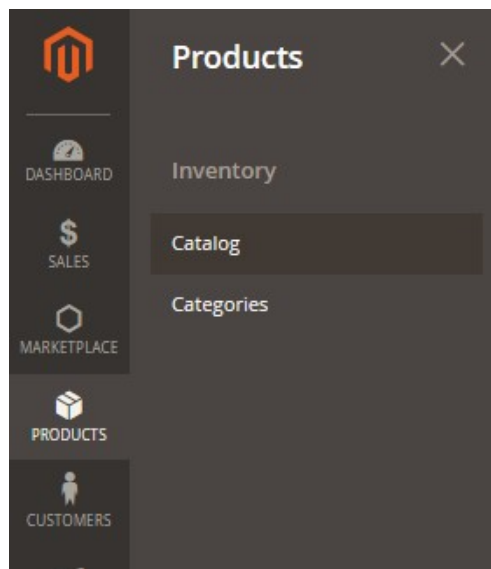 Products
Inventory
Catalog
Categories
DASHBOARD
$
SALES
MARKETPLACE
PRODUCTS
CUSTOMERS